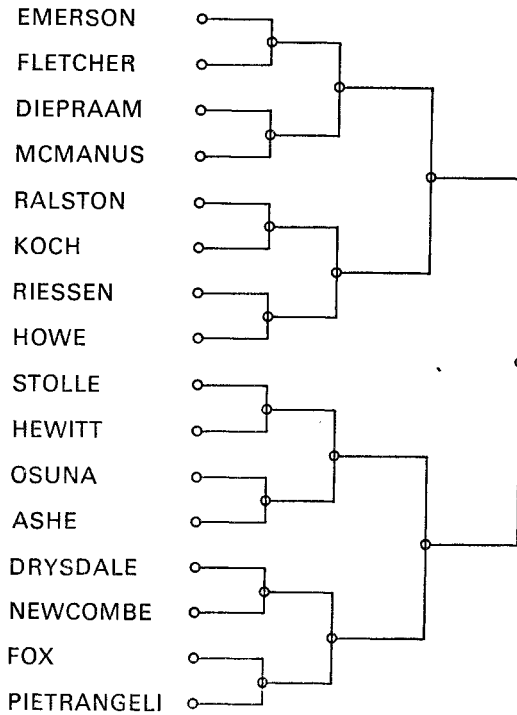 EMERSON
FLETCHER
DIEPRAAM
MCMANUS
RALSTON
KOCH
RIESSEN
HOWE
STOLLE
HEWITT
OSUNA
ASHE
DRYSDALE
NEWCOMBE
FOX
PIETRANGELI